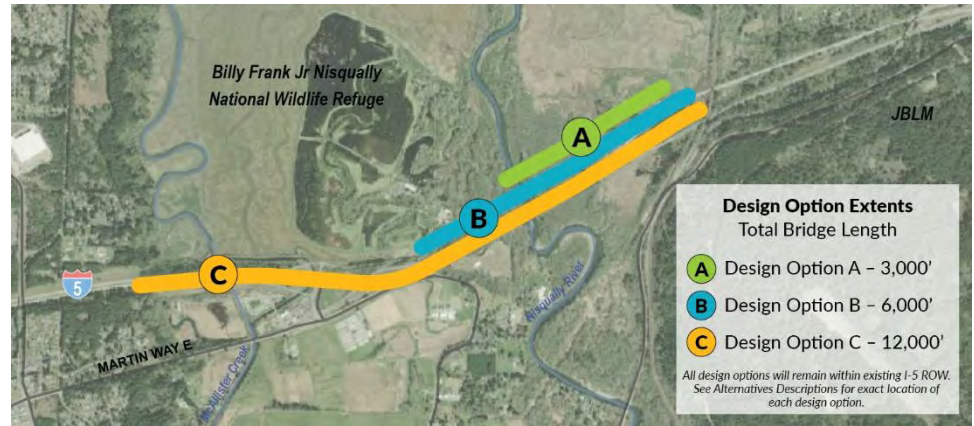 Billy Frank Jr Nisqually
National Wildlife Refuge
JBLM
A
B
C
5
MARTIN WAY E
McAllister Creek
Nisqually River
Design Option Extents
Total Bridge Length
A Design Option A – 3,000'
B Design Option B – 6,000'
C Design Option C – 12,000'
All design options will remain within existing I-5 ROW.
See Alternatives Descriptions for exact location of
each design option.